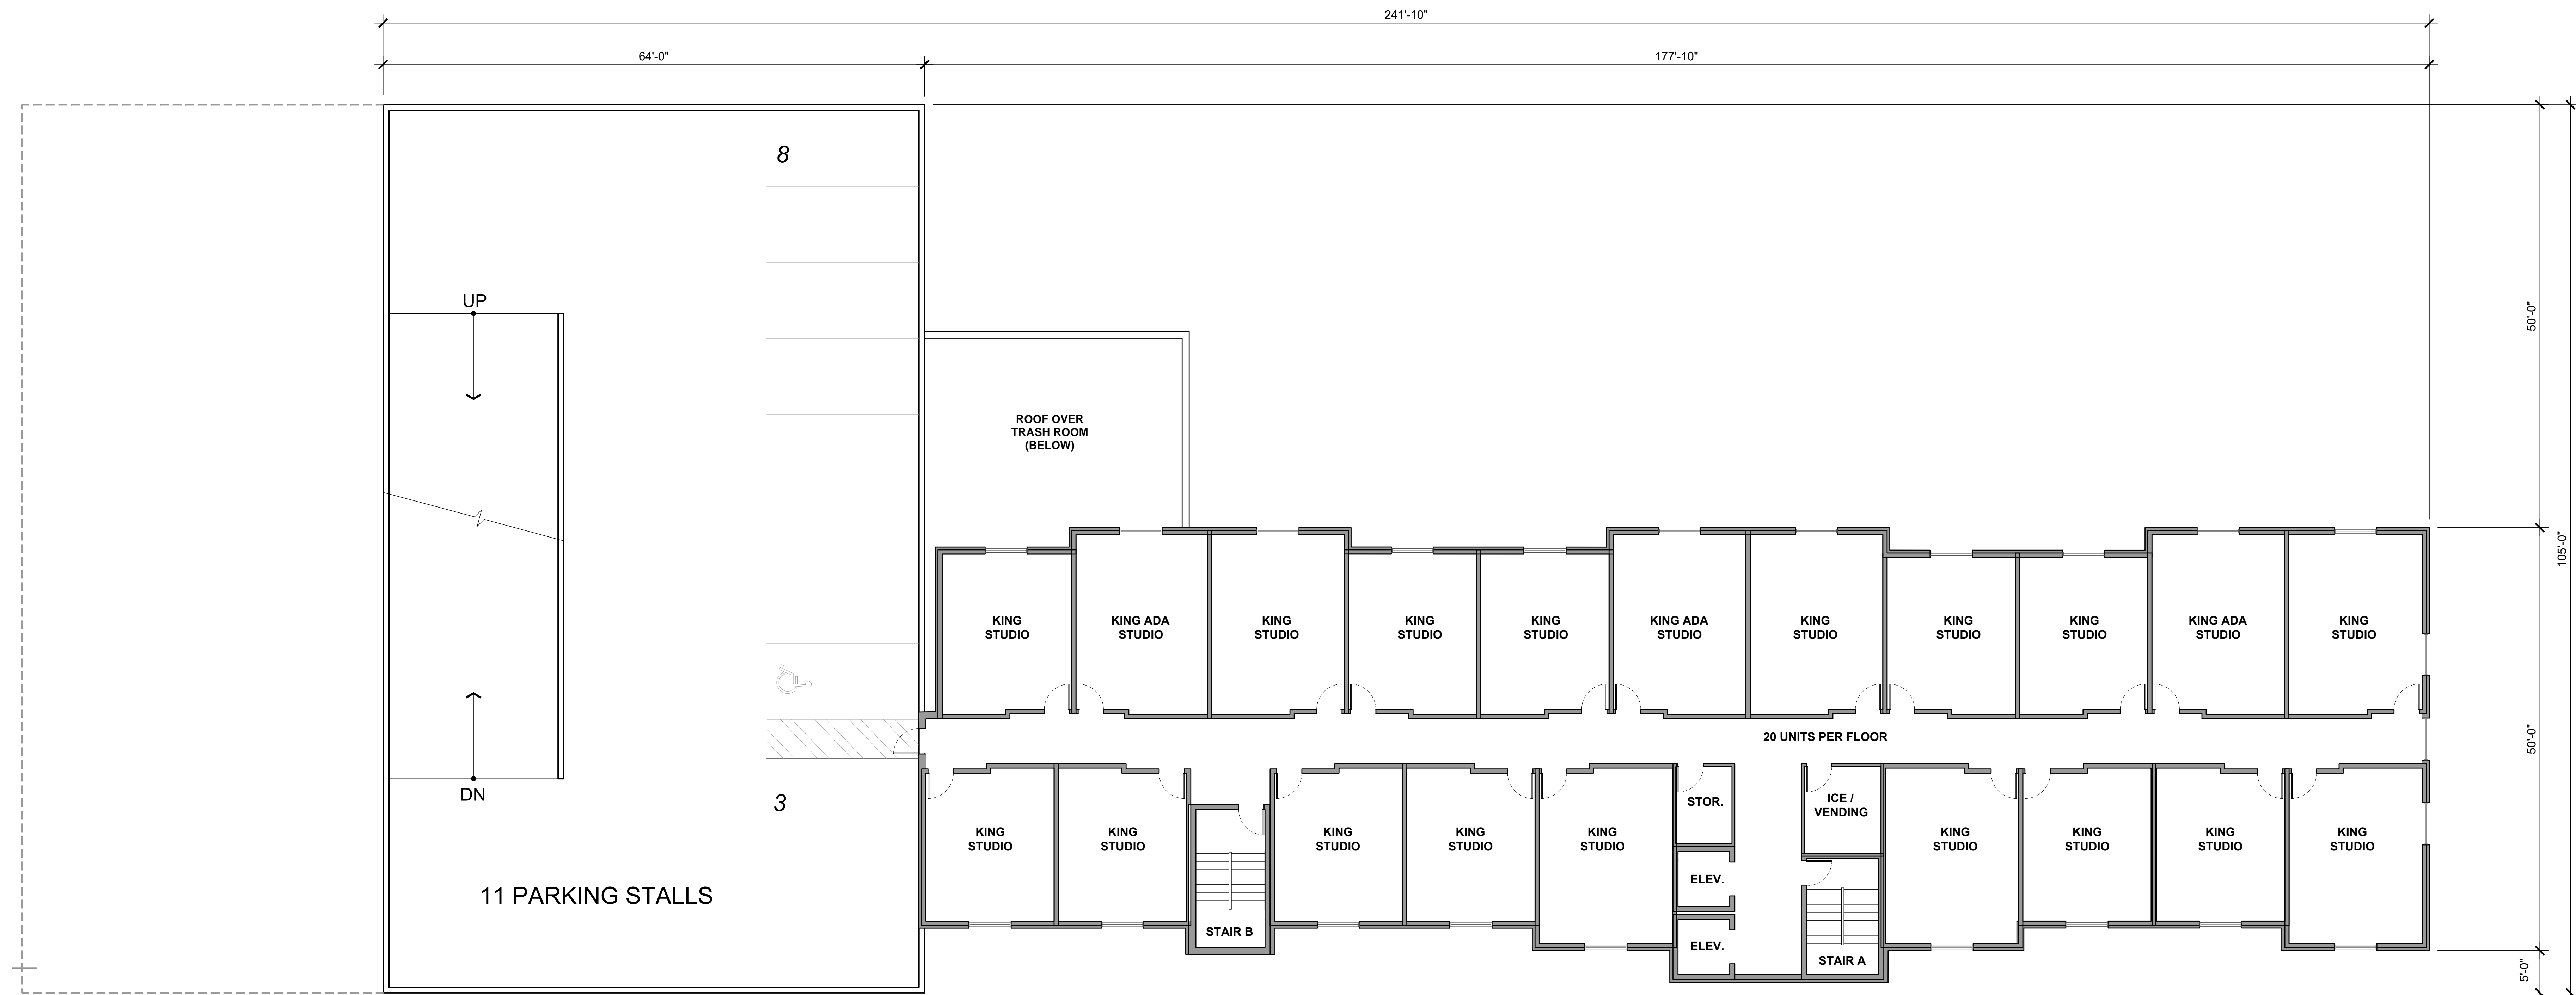 241'-10"
64'-0"
177'-10"
8
UP
50'-0"
ROOF OVER
TRASH ROOM
(BELOW)
105'-0"
KING
STUDIO
KING ADA
STUDIO
KING
STUDIO
KING
STUDIO
KING
STUDIO
KING ADA
STUDIO
KING
STUDIO
KING
STUDIO
KING
STUDIO
KING ADA
STUDIO
KING
STUDIO
20 UNITS PER FLOOR
50'-0"
DN
3
STOR.
ICE /
VENDING
KING
STUDIO
KING
STUDIO
KING
STUDIO
KING
STUDIO
KING
STUDIO
KING
STUDIO
KING
STUDIO
KING
STUDIO
KING
STUDIO
11 PARKING STALLS
ELEV.
STAIR B
ELEV.
STAIR A
5'-0"